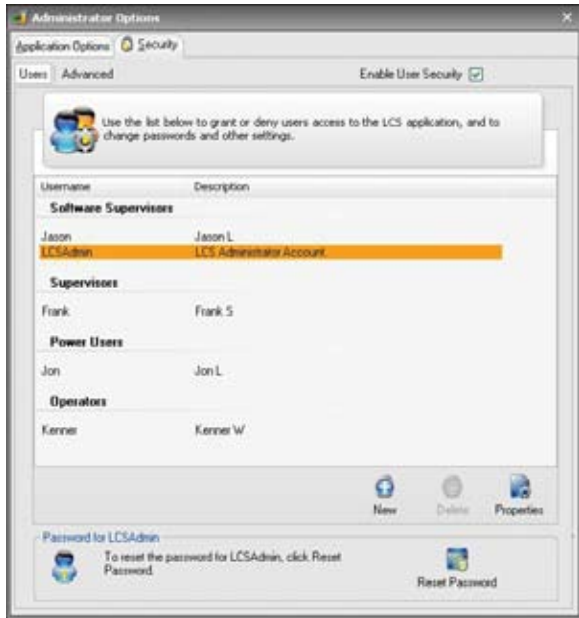 Administrator Options
Application Options Security
Users Advanced Enable User Security
Use the list below to grant or deny users access to the LCS application, and to
change passwords and other settings.
Username Description
Software Supervisors
Jason Jason L
LCSAdmin LCS Administrator Account.
Supervisors
Frank Frank S
Power Users
Jon Jon L
Operators
Kenner Kenner W
New Delete Properties
Password for LCSAdmin
To reset the password for LCSAdmin, click Reset
Password.
Reset Password